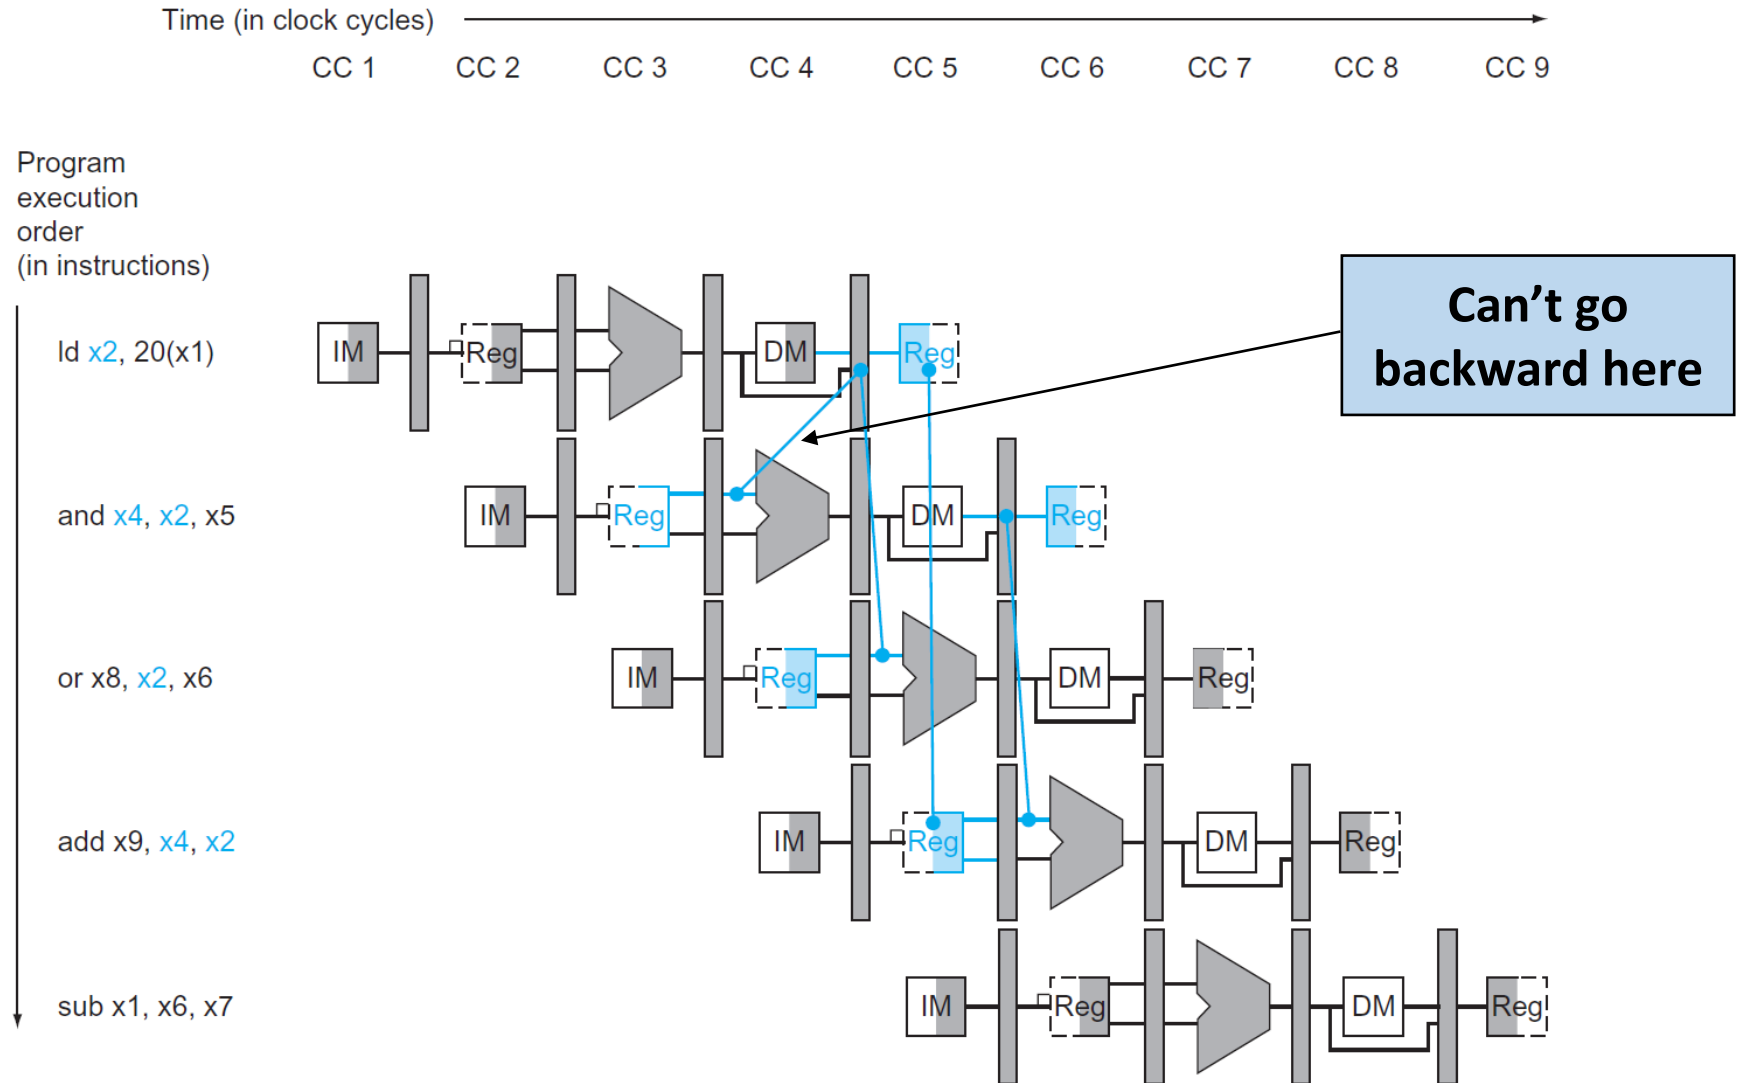 Time (in clock cycles)
CC 1 CC 2 CC 3 CC 4 CC 5 CC 6 CC 7 CC 8 CC 9
Program
execution
order
(in instructions)
Can’t go
backward here
ld x2, 20(x1)
IM Reg DM Reg
and x4, x2, x5
IM Reg DM Reg
or x8, x2, x6
IM Reg DM Reg
add x9, x4, x2
IM Reg DM Reg
sub x1, x6, x7
IM Reg DM Reg